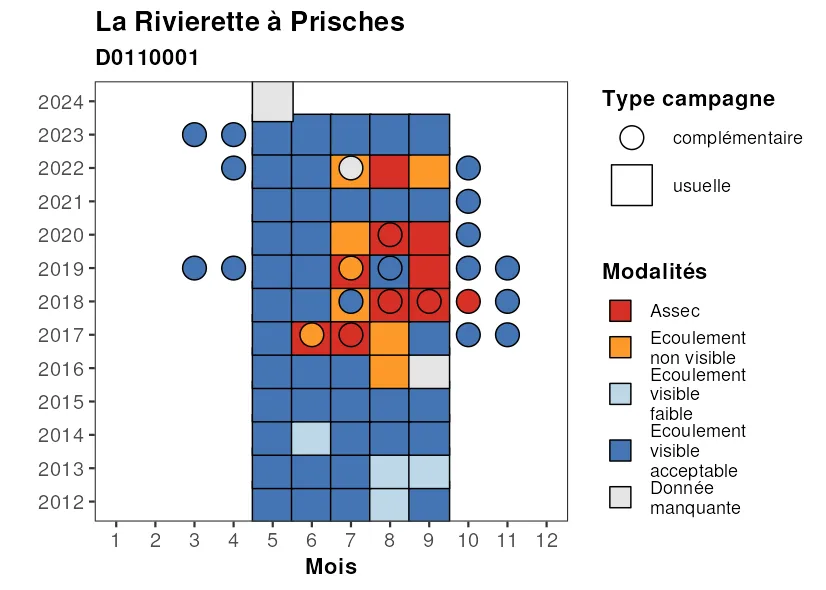 La Rivierette à Prisches
D0110001
2024
2023
2022
2021
2020
2019
2018
2017
2016
2015
2014
2013
2012
1 2 3 4 5 6 7 8 9 10 11 12
Mois
Type campagne
complémentaire
usuelle
Modalités
Assec
Ecoulement
non visible
Ecoulement
visible
faible
Ecoulement
visible
acceptable
Donnée
manquante